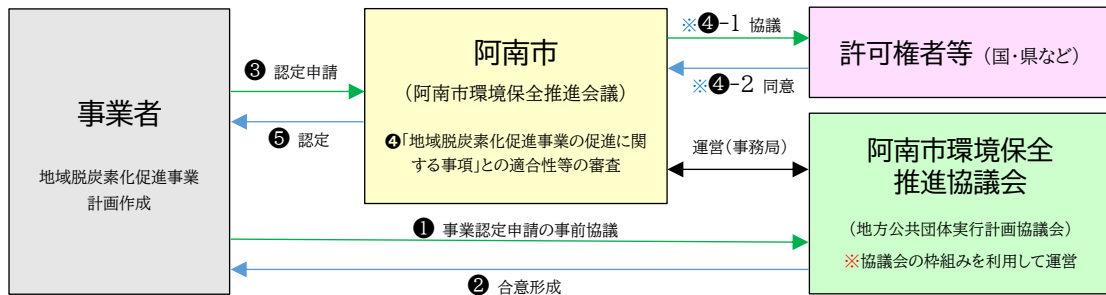 事業者
地域脱炭素化促進事業
計画作成
❸ 認定申請
❺ 認定
阿南市
（阿南市環境保全推進会議）
❹「地域脱炭素化促進事業の促進に関
する事項」との適合性等の審査
※❹-1 協議
※❹-2 同意
許可権者等（国・県など）
運営（事務局）
阿南市環境保全
推進協議会
（地方公共団体実行計画協議会）
※協議会の枠組みを利用して運営
❶ 事業認定申請の事前協議
❷ 合意形成